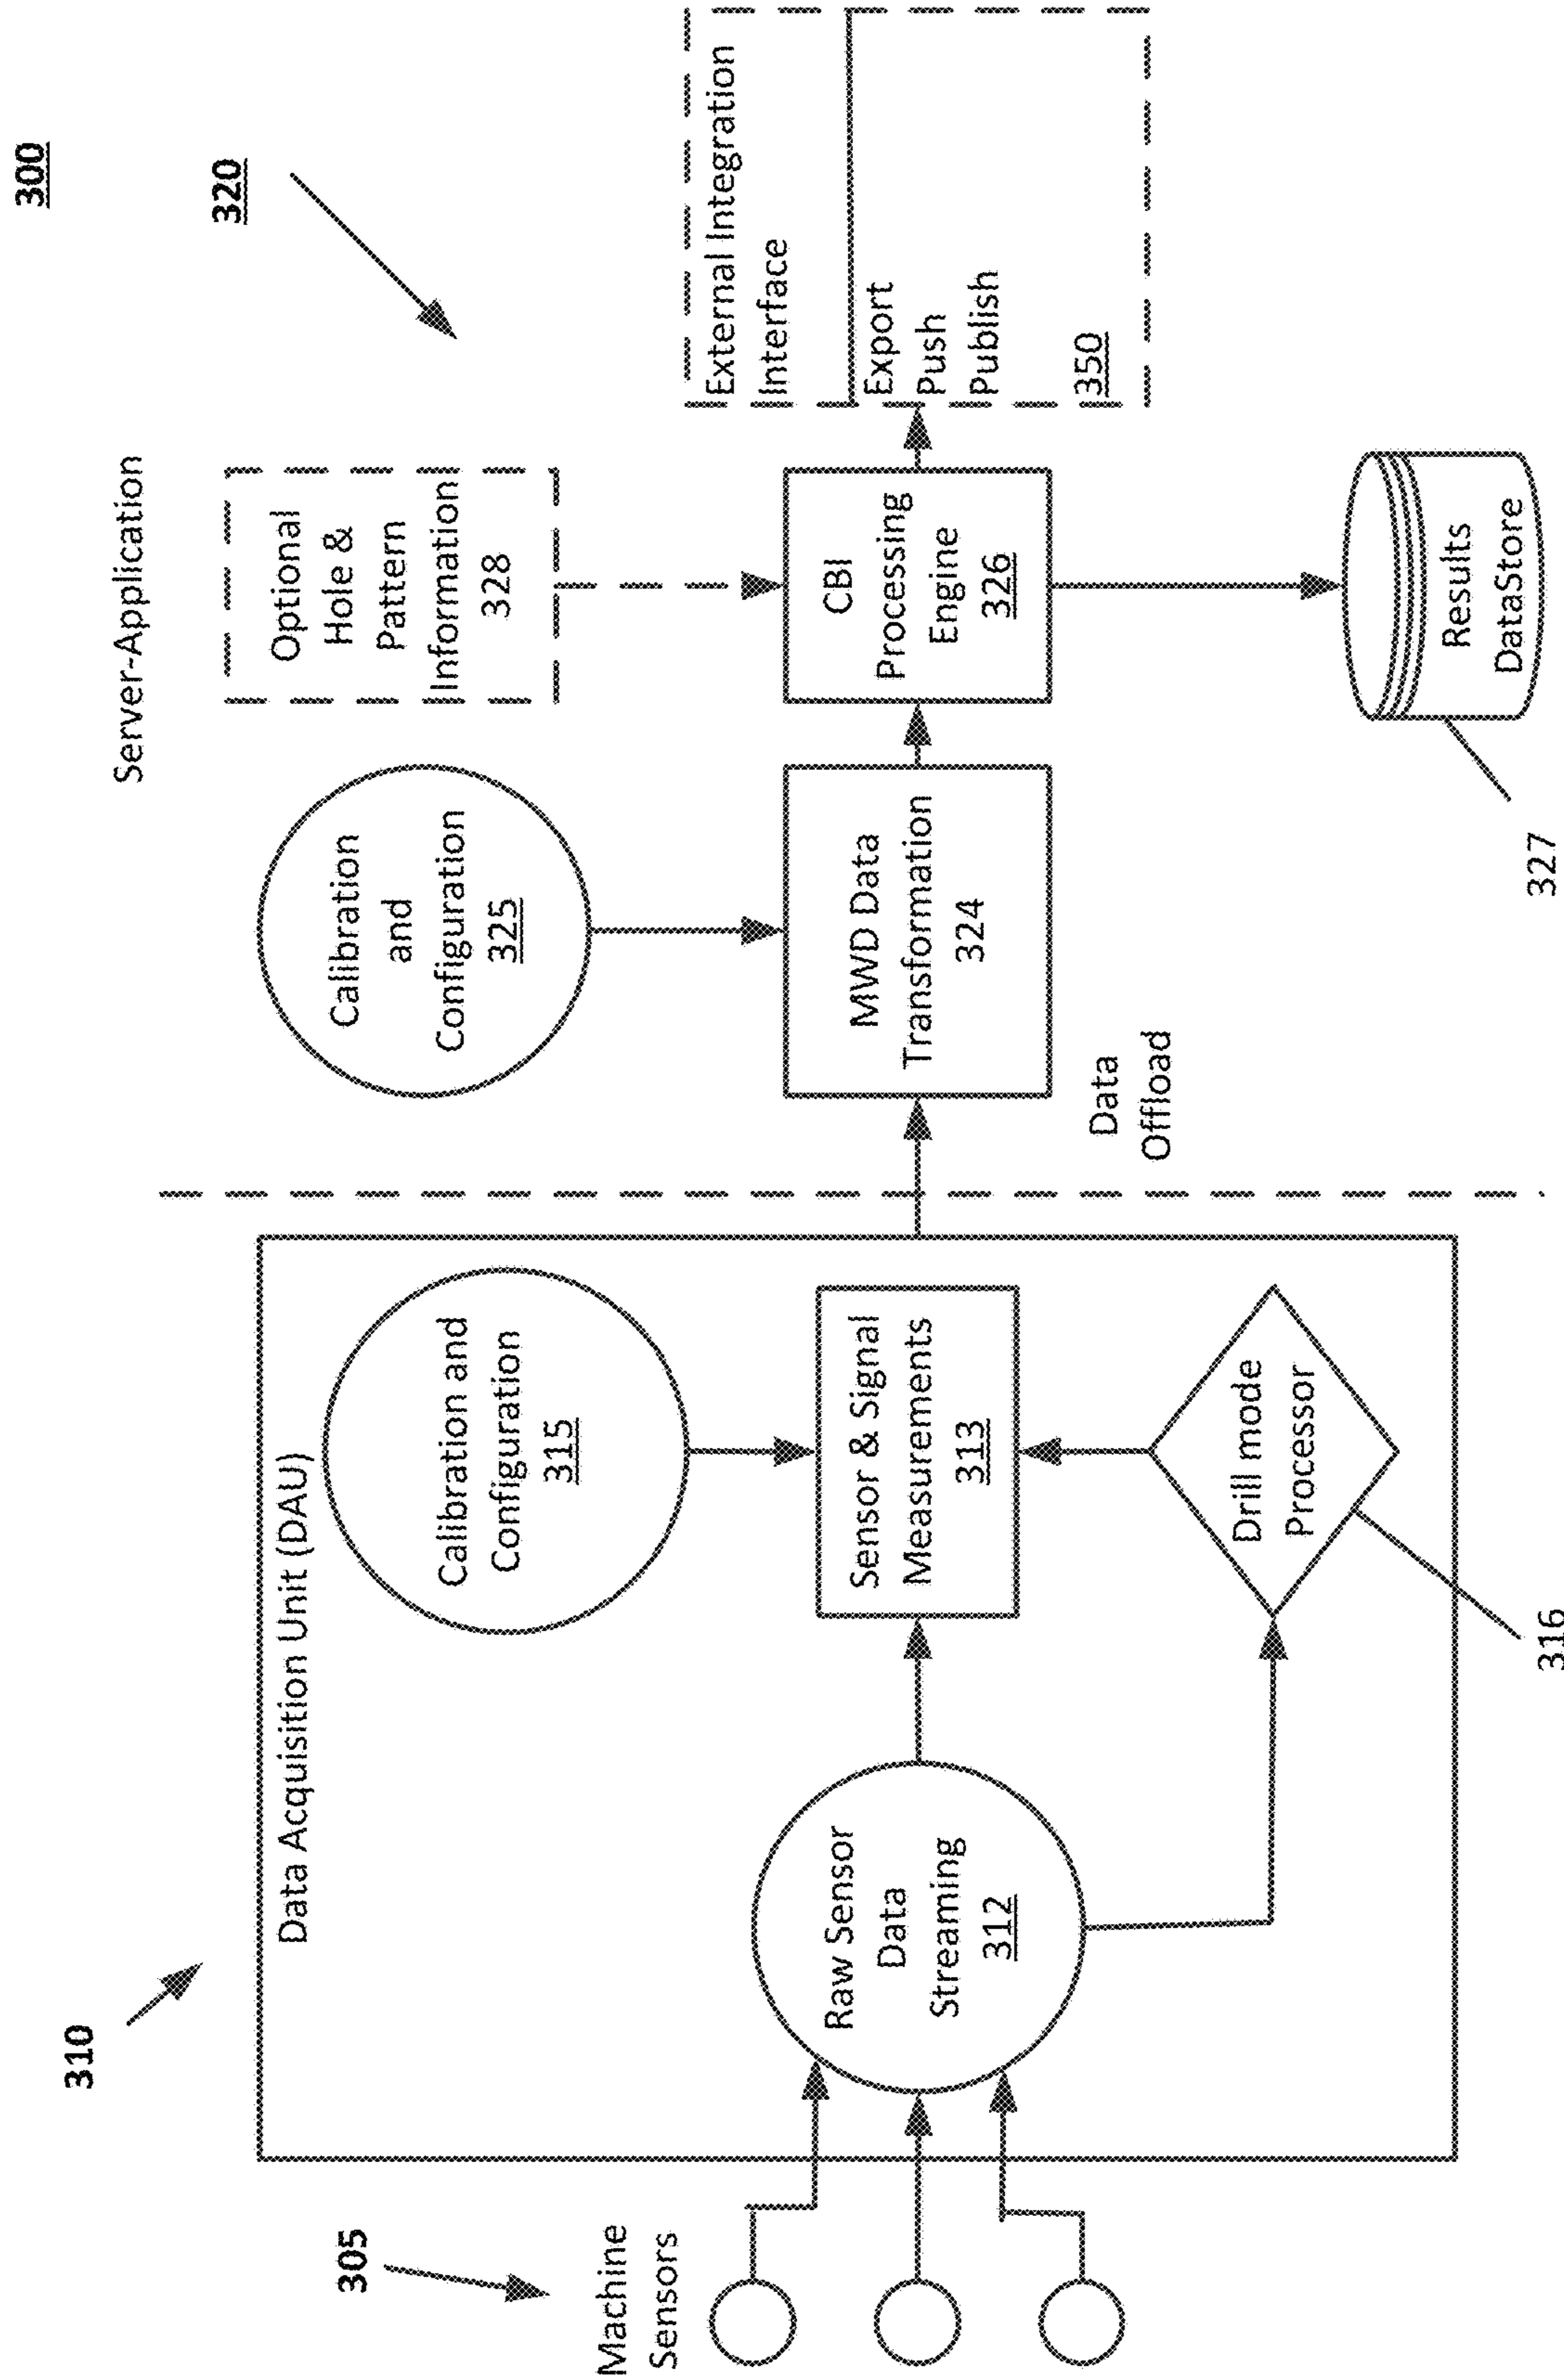 300
320
310
305
Server-Application
Machine
Sensors
Data Acquisition Unit (DAU)
Raw Sensor
Data
Streaming
312
Calibration and
Configuration
315
Sensor & Signal
Measurements
313
Drill mode
Processor
316
Data
Offload
Calibration
and
Configuration
325
MWD Data
Transformation
324
Optional
Hole &
Pattern
Information
328
CBI
Processing
Engine
326
Results
DataStore
327
External Integration
Interface
Export
Push
Publish
350